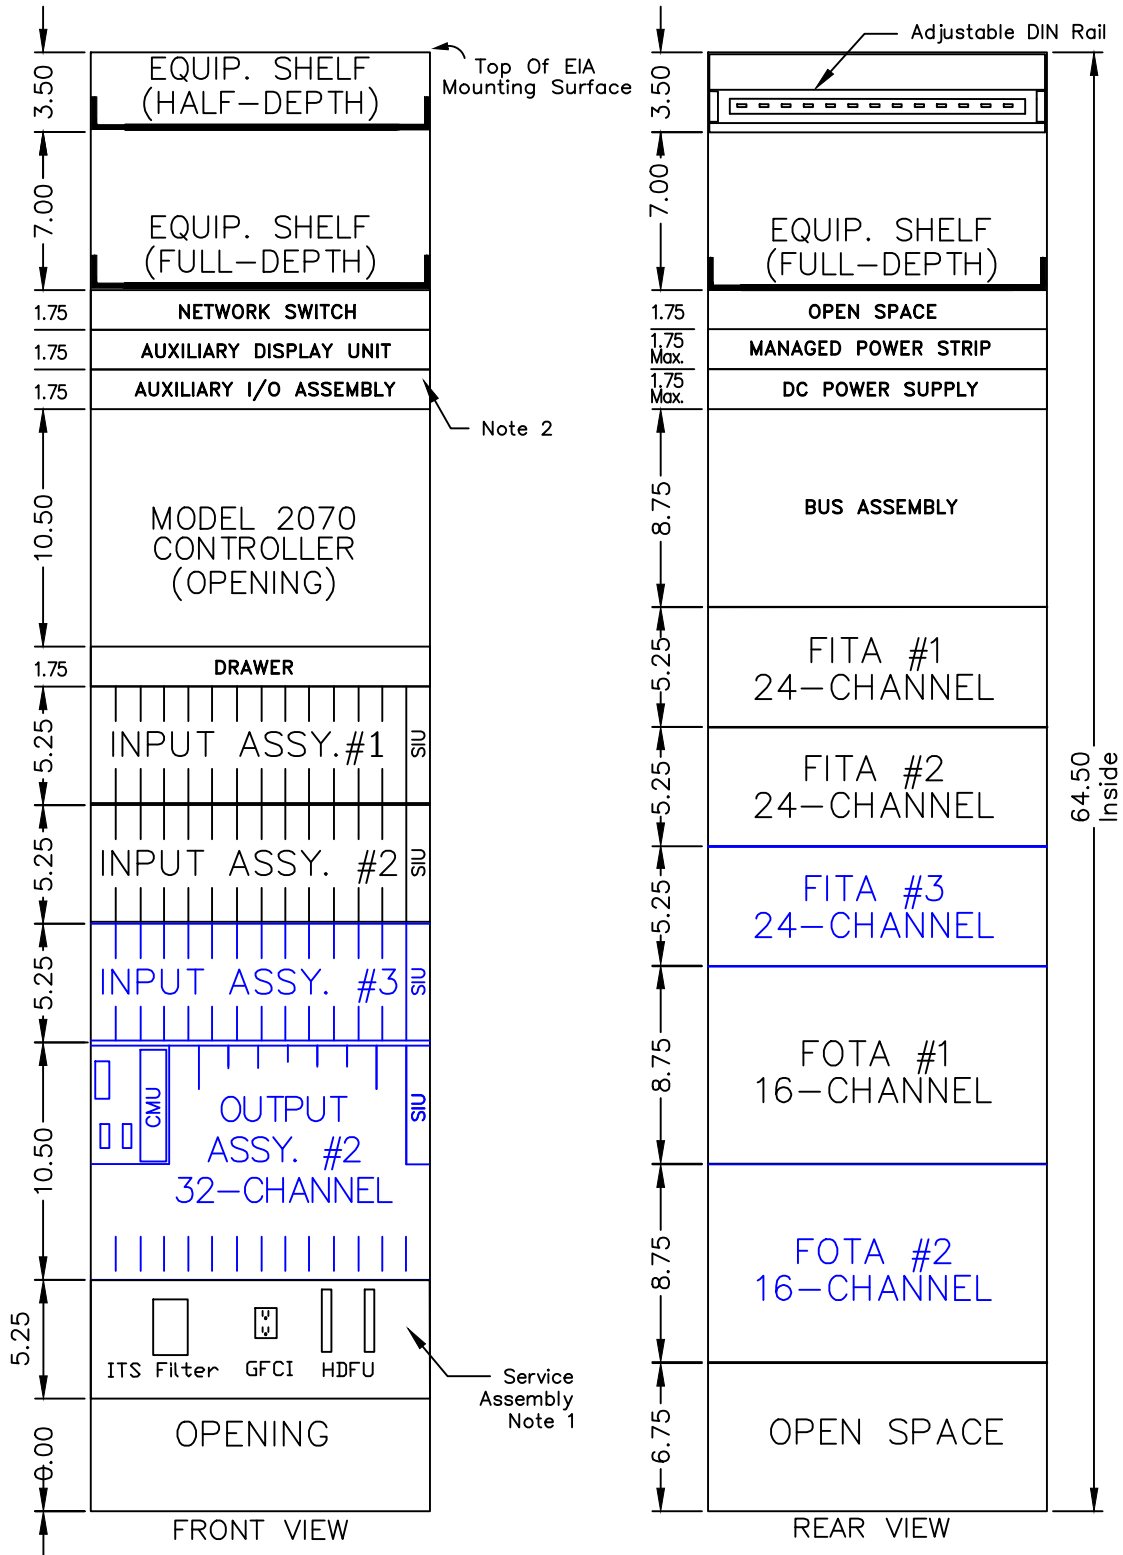 3.50
EQUIP. SHELF
(HALF-DEPTH)
Top Of EIA
Mounting Surface
7.00
EQUIP. SHELF
(FULL-DEPTH)
1.75
NETWORK SWITCH
1.75
AUXILIARY DISPLAY UNIT
1.75
AUXILIARY I/O ASSEMBLY
Note 2
10.50
MODEL 2070
CONTROLLER
(OPENING)
1.75
DRAWER
5.25
INPUT ASSY.#1
SIU
5.25
INPUT ASSY. #2
SIU
5.25
INPUT ASSY. #3
SIU
10.50
CMU
OUTPUT
ASSY. #2
32-CHANNEL
SIU
5.25
ITS Filter
GFCI
HDFU
Service
Assembly
Note 1
0.00
OPENING
FRONT VIEW
Adjustable DIN Rail
3.50
7.00
EQUIP. SHELF
(FULL-DEPTH)
1.75
OPEN SPACE
1.75
Max.
MANAGED POWER STRIP
1.75
Max.
DC POWER SUPPLY
8.75
BUS ASSEMBLY
5.25
FITA #1
24-CHANNEL
5.25
FITA #2
24-CHANNEL
5.25
FITA #3
24-CHANNEL
8.75
FOTA #1
16-CHANNEL
8.75
FOTA #2
16-CHANNEL
6.75
OPEN SPACE
64.50
Inside
REAR VIEW